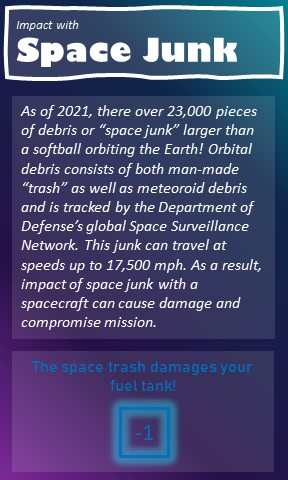 Impact with
Space Junk
As of 2021, there over 23,000 pieces
of debris or “space junk” larger than
a softball orbiting the Earth! Orbital
debris consists of both man-made
“trash” as well as meteoroid debris
and is tracked by the Department of
Defense’s global Space Surveillance
Network. This junk can travel at
speeds up to 17,500 mph. As a result,
impact of space junk with a
spacecraft can cause damage and
compromise mission.
The space trash damages your
fuel tank!
-1